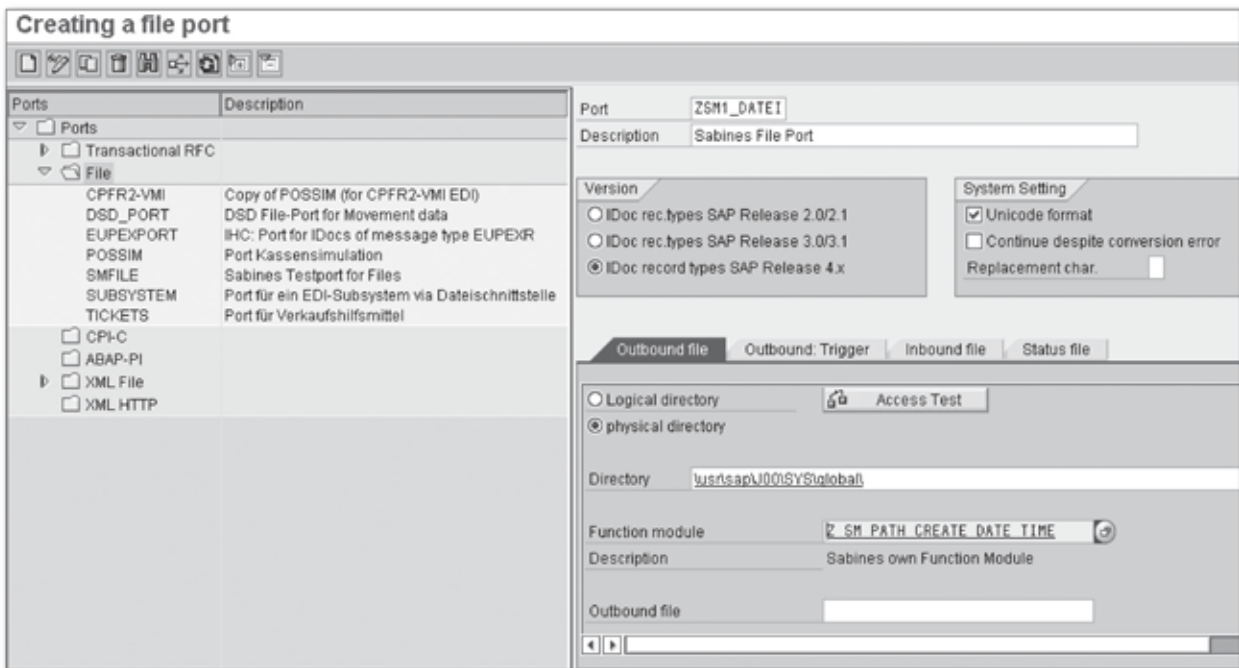 Creating a file port
Ports Description
Ports
Transactional RFC
File
CPFR2-VMI Copy of POSSIM (for CPFR2-VMI EDI)
DSD_PORT DSD File-Port for Movement data
EUPEXPORT IHC: Port for IDocs of message type EUPEXR
POSSIM Port Kassensimulation
SMFILE Sabines Testport for Files
SUBSYSTEM Port für ein EDI-Subsystem via Dateischnittstelle
TICKETS Port für Verkaufshilfsmittel
CPI-C
ABAP-PI
XML File
XML HTTP
Port ZSM1_DATEI
Description Sabines File Port
Version
IDoc rec.types SAP Release 2.0/2.1
IDoc rec.types SAP Release 3.0/3.1
IDoc record types SAP Release 4.x
System Setting
Unicode format
Continue despite conversion error
Replacement char.
Outbound file Outbound: Trigger Inbound file Status file
Logical directory Access Test
physical directory
Directory \usr\sap\U00\SYS\global\
Function module Z_SM_PATH_CREATE_DATE_TIME
Description Sabines own Function Module
Outbound file